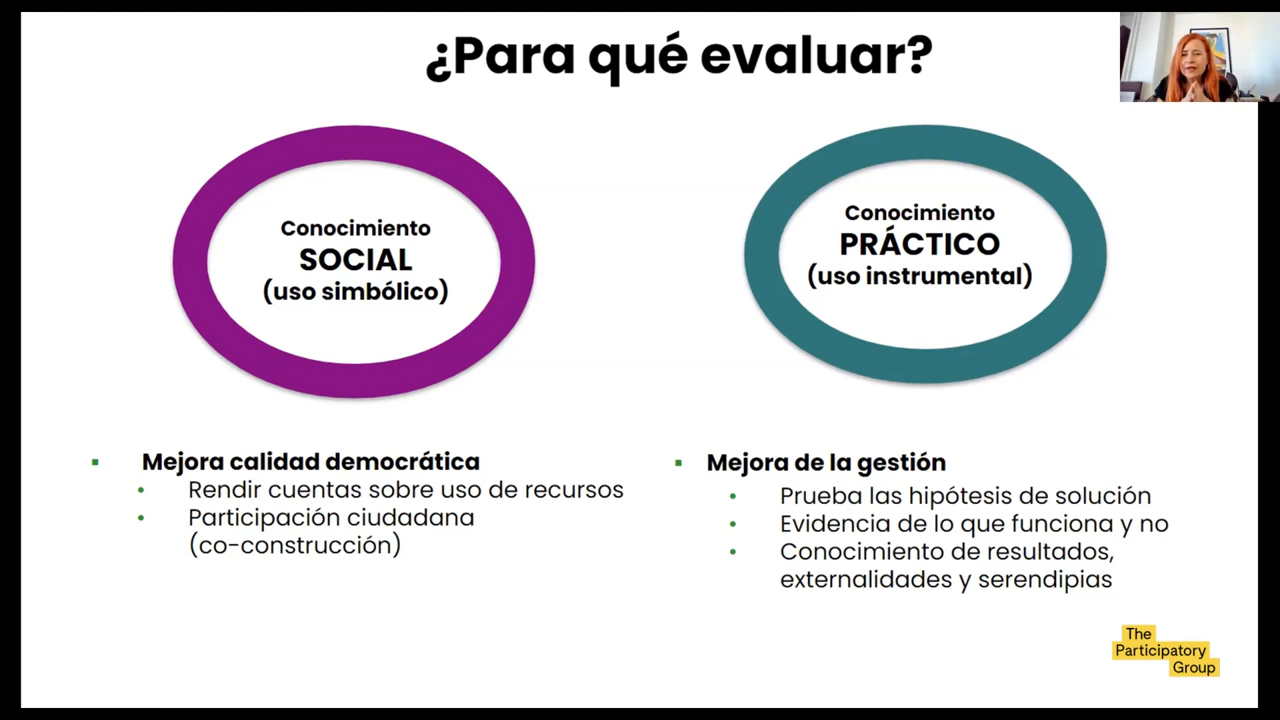 ¿Para qué evaluar?
Conocimiento
SOCIAL
(uso simbólico)
Conocimiento
PRÁCTICO
(uso instrumental)
▪ Mejora calidad democrática
• Rendir cuentas sobre uso de recursos
• Participación ciudadana
(co-construcción)
▪ Mejora de la gestión
• Prueba las hipótesis de solución
• Evidencia de lo que funciona y no
• Conocimiento de resultados,
externalidades y serendipias
The
Participatory
Group